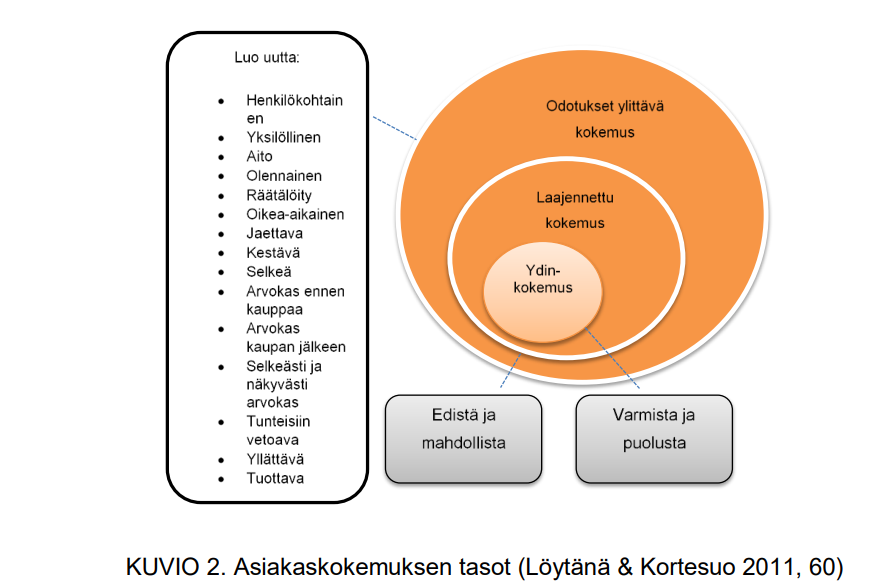 Luo uutta:
• Henkilökohtain
en
• Yksilöllinen
• Aito
• Olennainen
• Räätälöity
• Oikea-aikainen
• Jaettava
• Kestävä
• Selkeä
• Arvokas ennen
kauppaa
• Arvokas
kaupan jälkeen
• Selkeästi ja
näkyvästi
arvokas
• Tunteisiin
vetoava
• Yllättävä
• Tuottava
Odotukset ylittävä
kokemus
Laajennettu
kokemus
Ydin-
kokemus
Edistä ja
mahdollista
Varmista ja
puolusta
KUVIO 2. Asiakaskokemuksen tasot (Löytänä & Kortesuo 2011, 60)